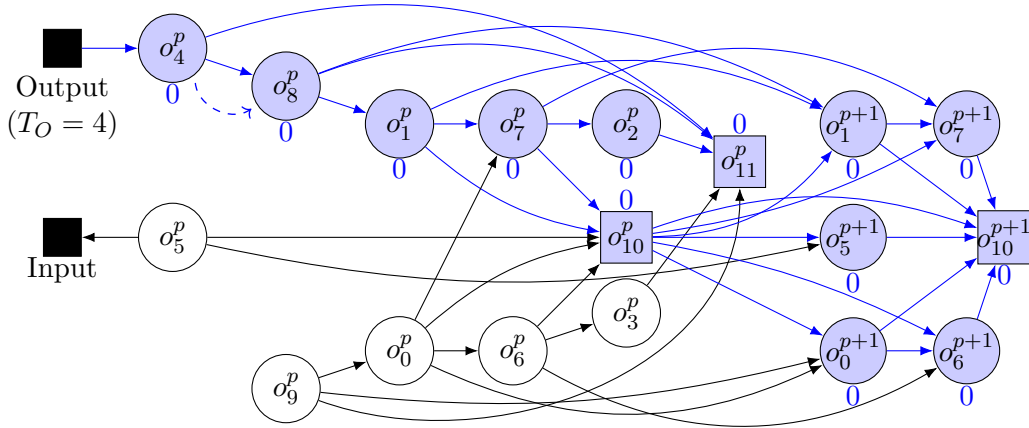 o_4^p
0
Output
(T_O = 4)
o_8^p
0
o_1^p
0
o_7^p
0
o_2^p
0
0
o_11^p
o_1^{p+1}
0
o_7^{p+1}
0
Input
o_5^p
0
o_10^p
o_5^{p+1}
0
o_10^{p+1}
0
o_3^p
o_9^p
o_0^p
o_6^p
o_0^{p+1}
0
o_6^{p+1}
0